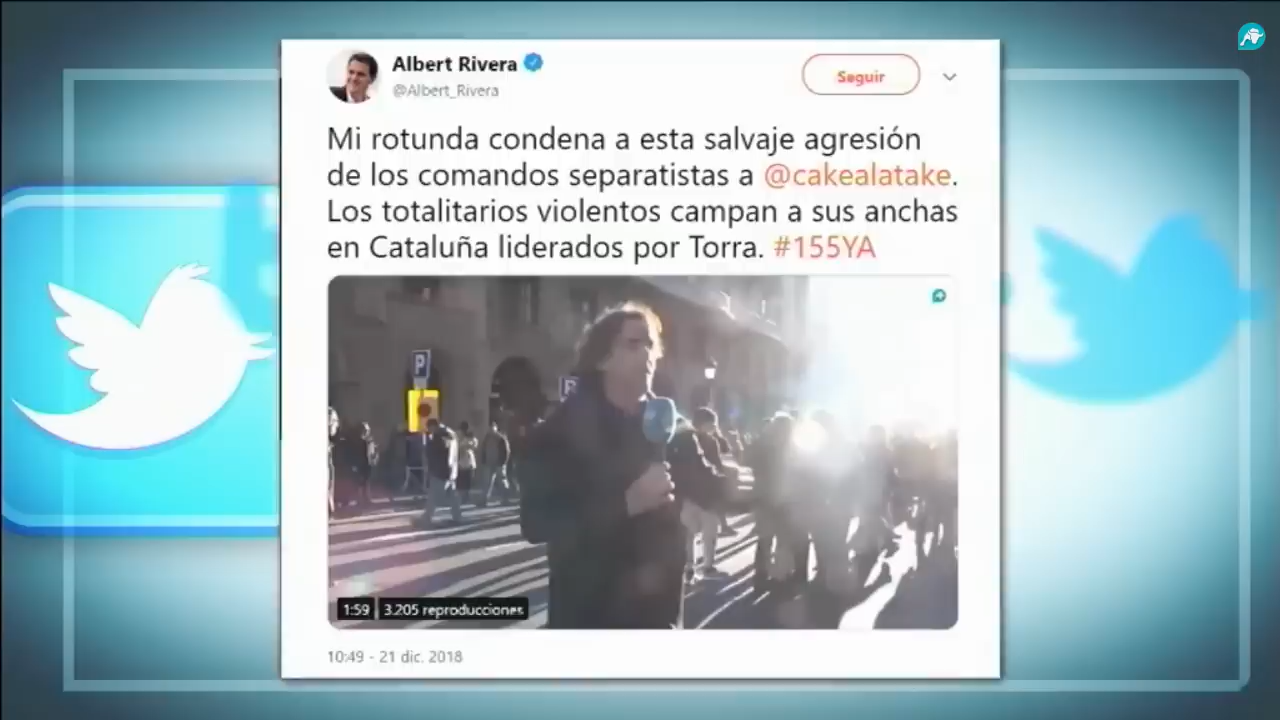 Albert Rivera
Seguir
@Albert_Rivera
Mi rotunda condena a esta salvaje agresión
de los comandos separatistas a @cakealatake.
Los totalitarios violentos campan a sus anchas
en Cataluña liderados por Torra. #155YA
P
P
1:59 3.205 reproducciones
10:49 - 21 dic. 2018